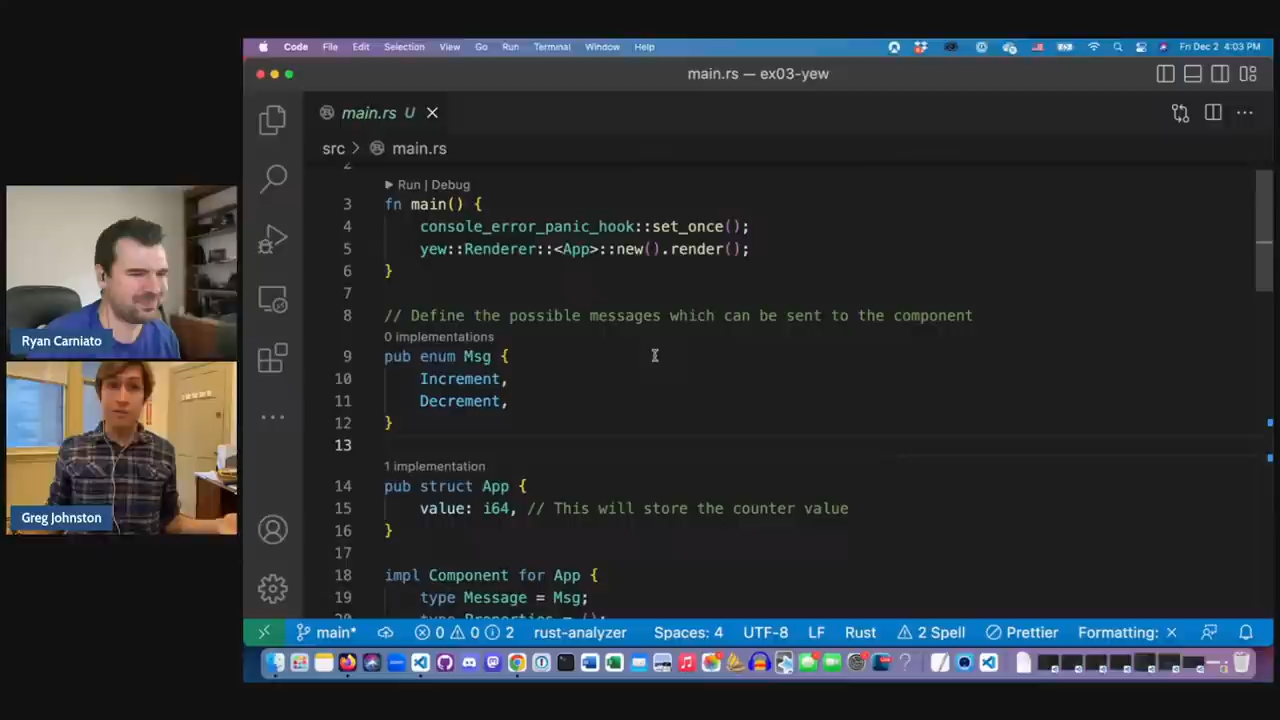 Code File Edit Selection View Go Run Terminal Window Help Fri Dec 2 4:03 PM
main.rs — ex03-yew
main.rs U
src > main.rs
2
Run | Debug
3 fn main() {
4 console_error_panic_hook::set_once();
5 yew::Renderer::<App>::new().render();
6 }
7
8 // Define the possible messages which can be sent to the component
0 implementations
9 pub enum Msg {
10 Increment,
11 Decrement,
12 }
13
1 implementation
14 pub struct App {
15 value: i64, // This will store the counter value
16 }
17
18 impl Component for App {
19 type Message = Msg;
20 type Properties = ();
Ryan Carniato
Greg Johnston
main* 0 0 2 rust-analyzer Spaces: 4 UTF-8 LF Rust 2 Spell Prettier Formatting: ×